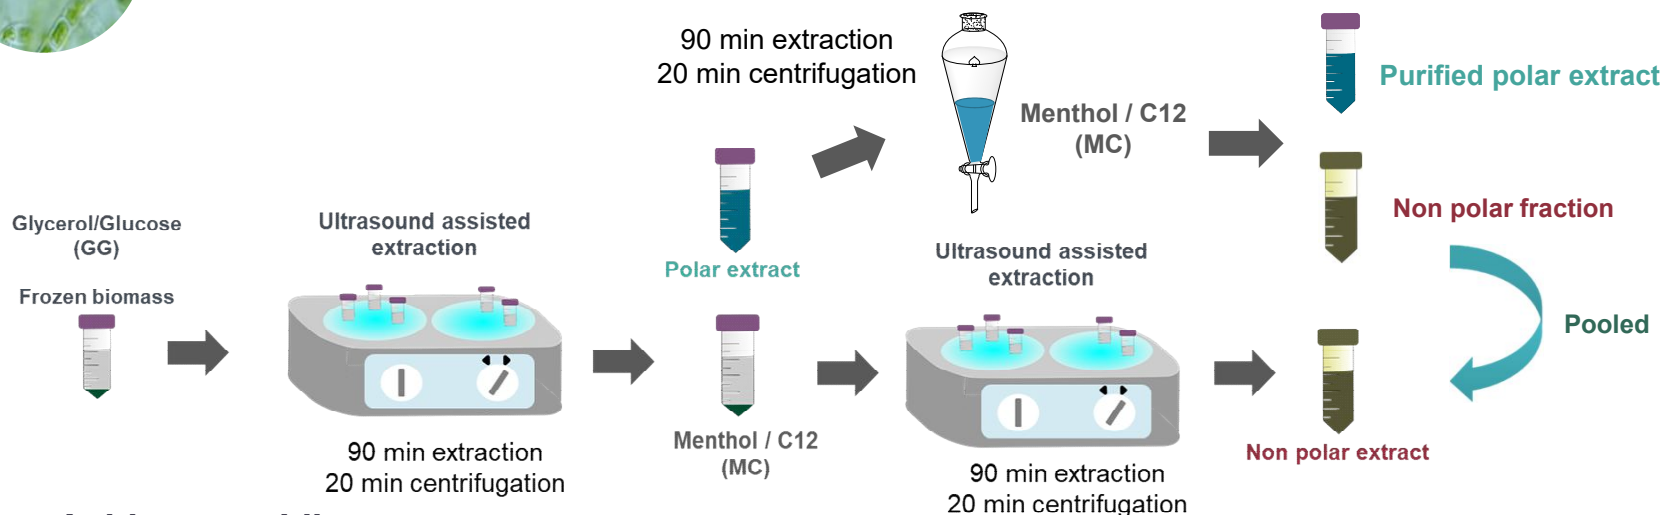 90 min extraction
20 min centrifugation
Menthol / C12
(MC)
Purified polar extract
Non polar fraction
Pooled
Glycerol/Glucose
(GG)
Frozen biomass
Ultrasound assisted
extraction
90 min extraction
20 min centrifugation
Polar extract
Menthol / C12
(MC)
Ultrasound assisted
extraction
90 min extraction
20 min centrifugation
Non polar extract